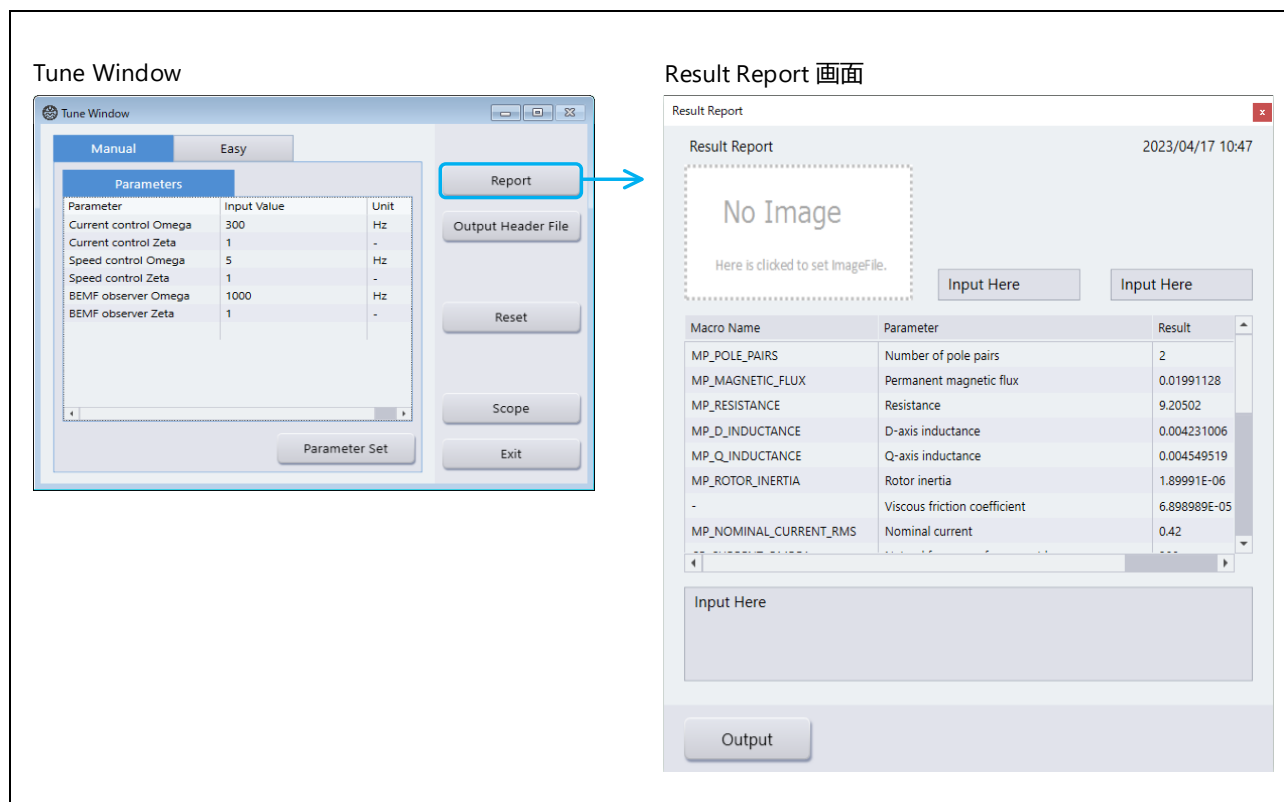 Tune Window
Tune Window
Manual Easy
Parameters
Parameter Input Value Unit
Current control Omega 300 Hz
Current control Zeta 1 -
Speed control Omega 5 Hz
Speed control Zeta 1 -
BEMF observer Omega 1000 Hz
BEMF observer Zeta 1 -
Parameter Set
Report
Output Header File
Reset
Scope
Exit
Result Report 画面
Result Report
Result Report 2023/04/17 10:47
No Image
Here is clicked to set ImageFile.
Input Here Input Here
Macro Name Parameter Result
MP_POLE_PAIRS Number of pole pairs 2
MP_MAGNETIC_FLUX Permanent magnetic flux 0.01991128
MP_RESISTANCE Resistance 9.20502
MP_D_INDUCTANCE D-axis inductance 0.004231006
MP_Q_INDUCTANCE Q-axis inductance 0.004549519
MP_ROTOR_INERTIA Rotor inertia 1.89991E-06
- Viscous friction coefficient 6.898989E-05
MP_NOMINAL_CURRENT_RMS Nominal current 0.42
Input Here
Output